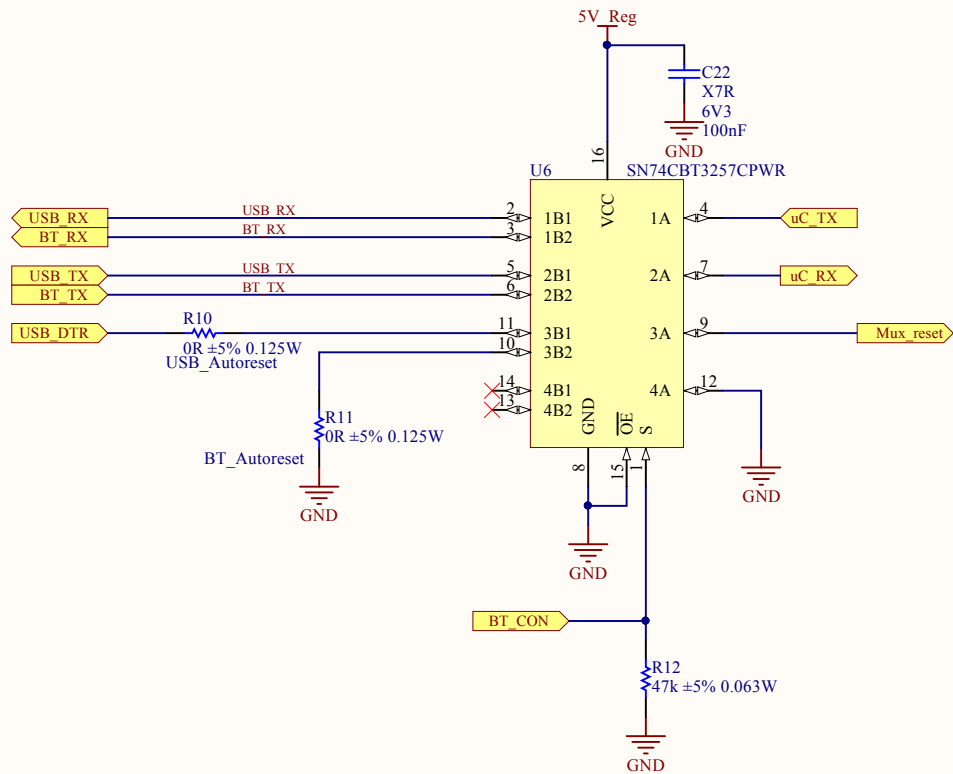 5V_Reg
C22
X7R
6V3
100nF
GND
16
U6
SN74CBT3257CPWR
VCC
USB_RX
USB_RX
2
1B1
1A
4
uC_TX
BT_RX
BT_RX
3
1B2
USB_TX
USB_TX
5
2B1
2A
7
uC_RX
BT_TX
BT_TX
6
2B2
USB_DTR
R10
0R ±5% 0.125W
USB_Autoreset
11
3B1
3A
9
Mux_reset
10
3B2
14
4B1
4A
12
13
4B2
R11
0R ±5% 0.125W
BT_Autoreset
GND
GND
OE
S
8
15
1
GND
GND
BT_CON
R12
47k ±5% 0.063W
GND